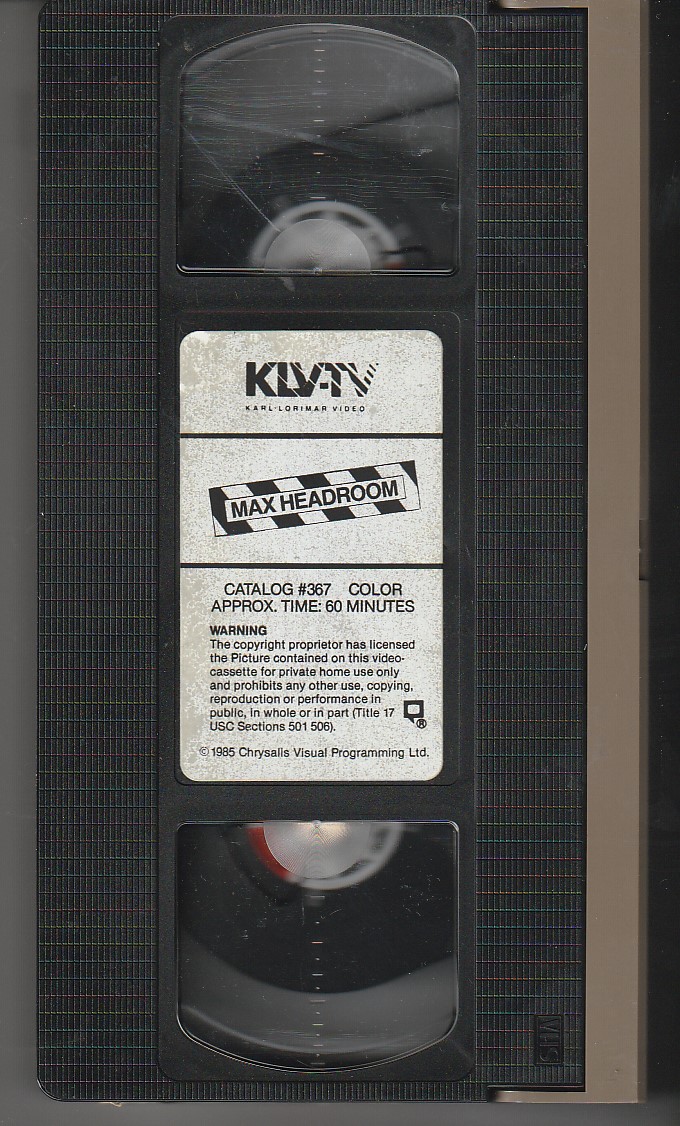 KLV-TV
KARL-LORIMAR VIDEO
MAX HEADROOM
CATALOG #367 COLOR
APPROX. TIME: 60 MINUTES
WARNING
The copyright proprietor has licensed
the Picture contained on this video-
cassette for private home use only
and prohibits any other use, copying,
reproduction or performance in
public, in whole or in part (Title 17
USC Sections 501 506).
®
©1985 Chrysalis Visual Programming Ltd.
VHS